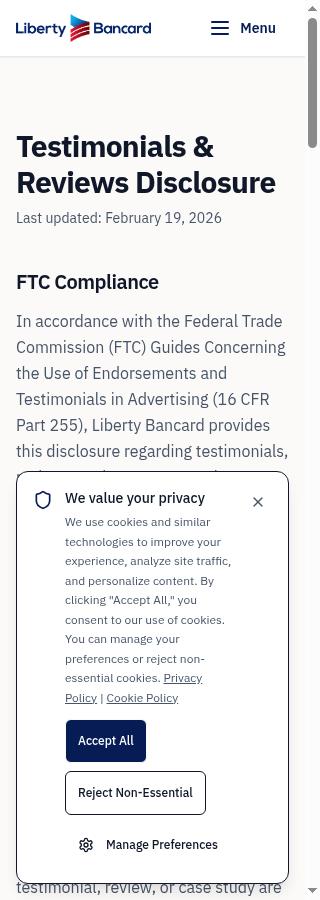 Liberty Bancard
Menu
Testimonials &
Reviews Disclosure
Last updated: February 19, 2026
FTC Compliance
In accordance with the Federal Trade
Commission (FTC) Guides Concerning
the Use of Endorsements and
Testimonials in Advertising (16 CFR
Part 255), Liberty Bancard provides
this disclosure regarding testimonials,
We value your privacy
We use cookies and similar
technologies to improve your
experience, analyze site traffic,
and personalize content. By
clicking "Accept All," you
consent to our use of cookies.
You can manage your
preferences or reject non-
essential cookies. Privacy
Policy | Cookie Policy
Accept All
Reject Non-Essential
Manage Preferences
testimonial, review, or case study are